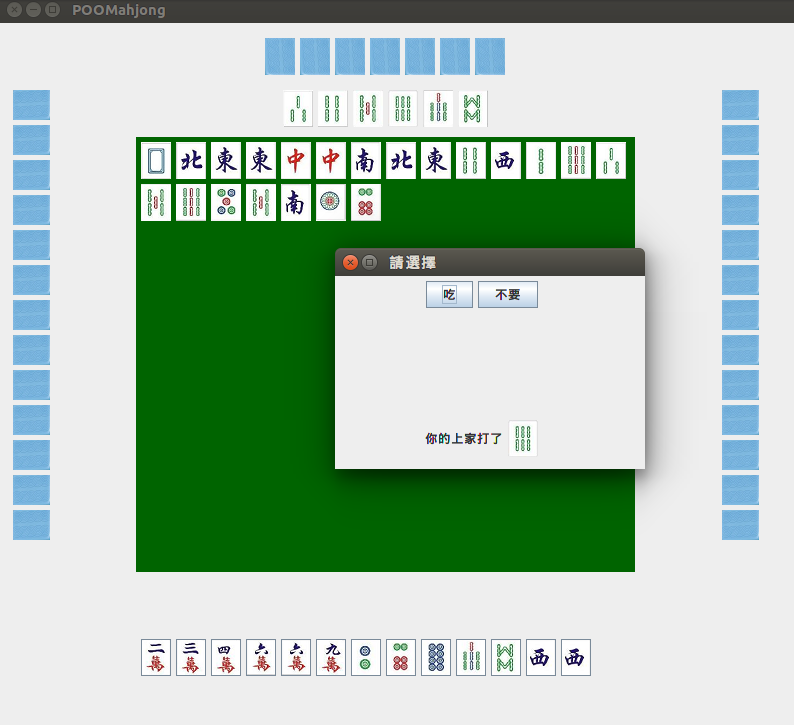 POOMahjong
北 東 東 中 中 南 北 東 西
南
請選擇
吃 不要
你的上家打了
二萬 三萬 四萬 六萬 六萬 九萬 西 西